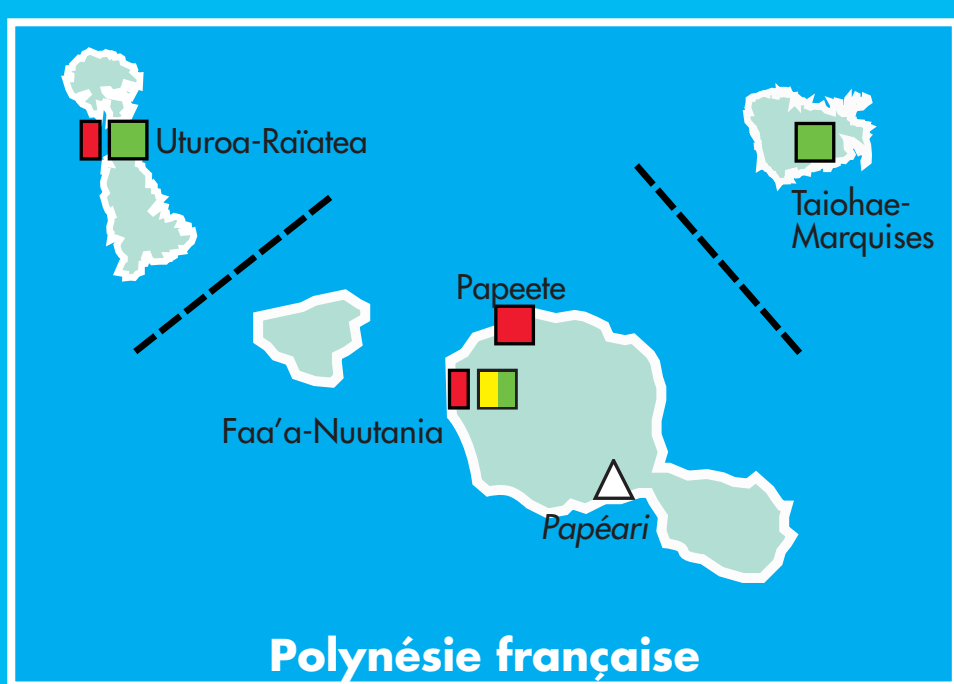 Uturoa-Raïatea
Taiohae-
Marquises
Papeete
Faa'a-Nuutania
Papéari
Polynésie française